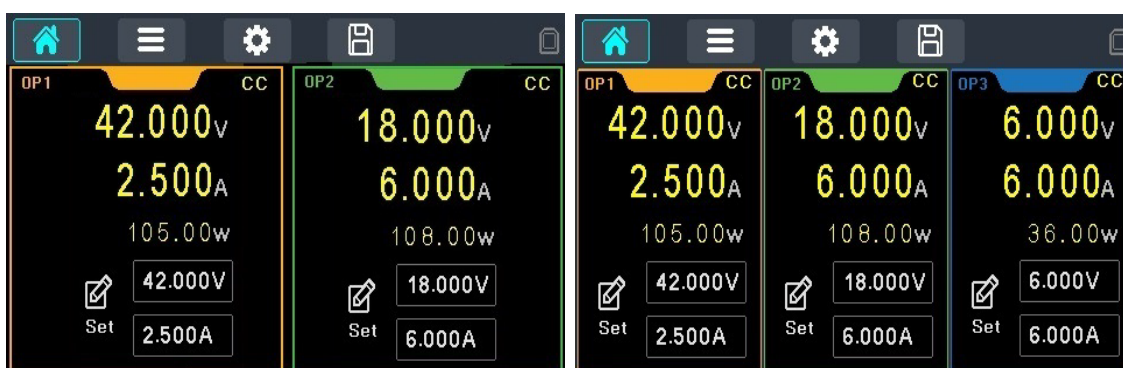 OP1 CC
42.000V
2.500A
105.00W
42.000V
Set
2.500A
OP2 CC
18.000V
6.000A
108.00W
18.000V
Set
6.000A
OP1 CC
42.000V
2.500A
105.00W
42.000V
Set
2.500A
OP2 CC
18.000V
6.000A
108.00W
18.000V
Set
6.000A
OP3 CC
6.000V
6.000A
36.00W
6.000V
Set
6.000A